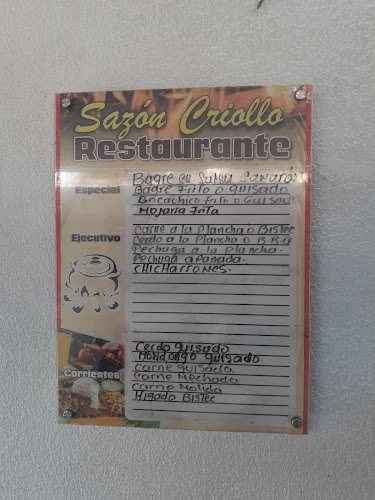 Sazón Criollo
Restaurante
Especial
Bagre en Salsa Camarón
Bagre Frito o Guisado
Bocachico Frito o Guisado
Mojarra Frita
Ejecutivo
Carne a la Plancha o Bistec
Cerdo a la Plancha o B.B.Q
Pechuga a la Plancha.
Pechuga apanada.
CHICHARRONES.
Corrientes
Cerdo Guisado
Mondongo Guisado
Carne Guisada
Carne Mechada
Carne Molida
Higado Bistec